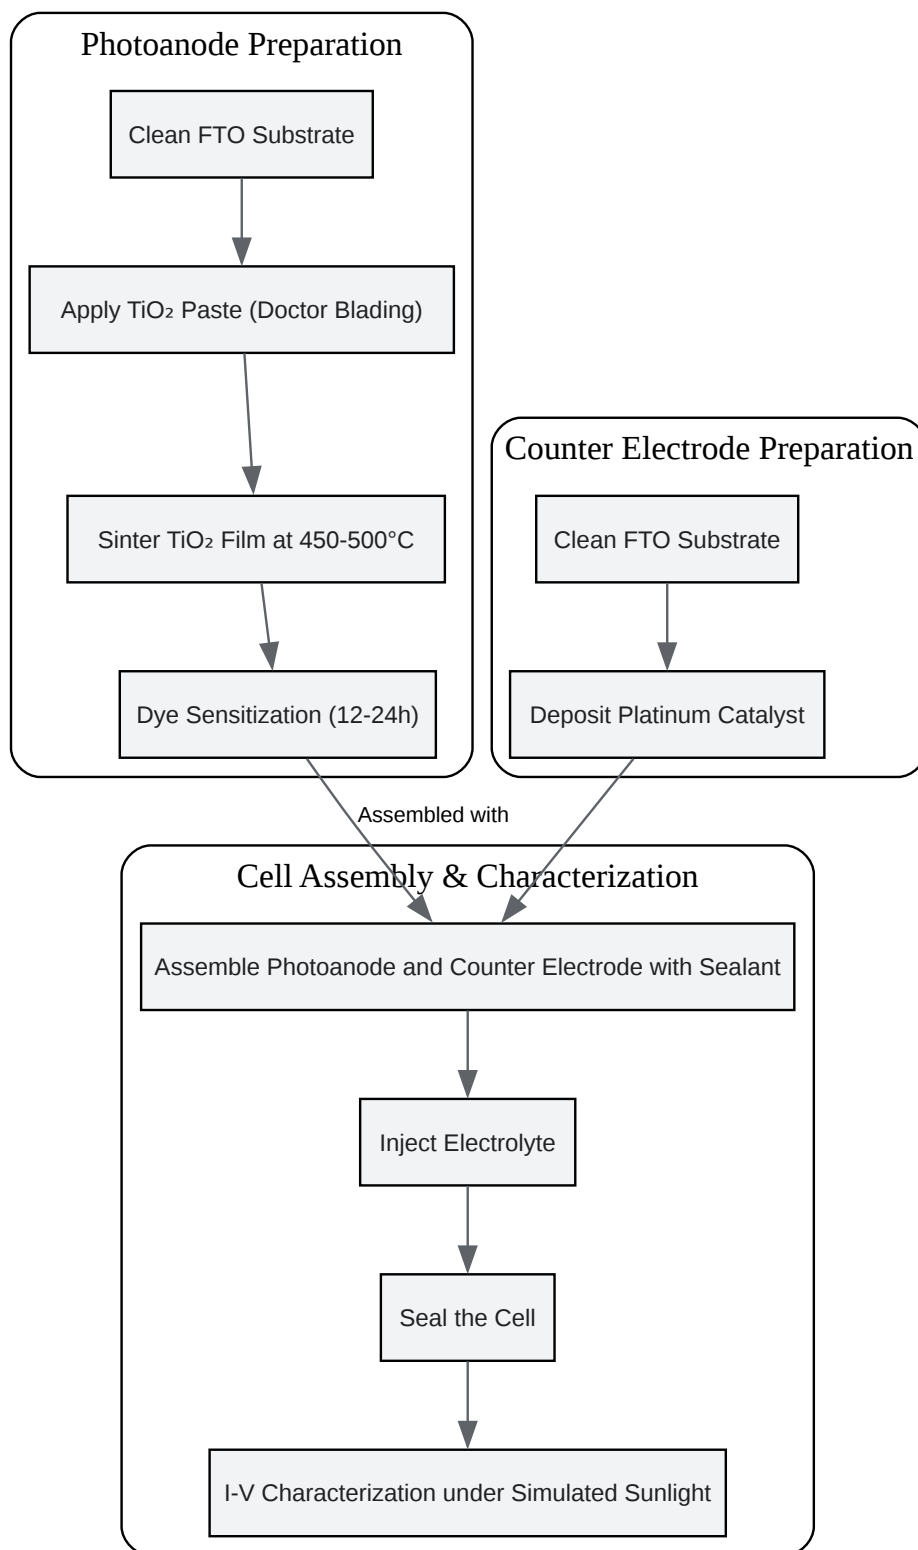 Photoanode Preparation
Clean FTO Substrate
Apply TiO₂ Paste (Doctor Blading)
Sinter TiO₂ Film at 450-500°C
Dye Sensitization (12-24h)
Counter Electrode Preparation
Clean FTO Substrate
Deposit Platinum Catalyst
Assembled with
Cell Assembly & Characterization
Assemble Photoanode and Counter Electrode with Sealant
Inject Electrolyte
Seal the Cell
I-V Characterization under Simulated Sunlight